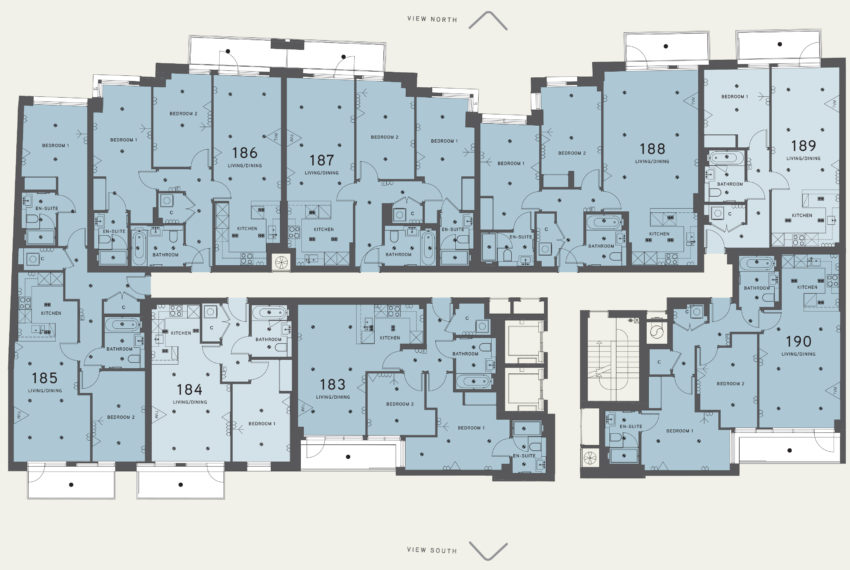 VIEW NORTH
BEDROOM 1
EN-SUITE
C
185
LIVING/DINING
KITCHEN
BATHROOM
BEDROOM 2
BEDROOM 1
BEDROOM 2
186
LIVING/DINING
KITCHEN
EN-SUITE
BATHROOM
C
187
LIVING/DINING
KITCHEN
BEDROOM 2
BEDROOM 1
C
BATHROOM
EN-SUITE
BEDROOM 1
BEDROOM 2
188
LIVING/DINING
KITCHEN
EN-SUITE
C
BATHROOM
BEDROOM 1
189
LIVING/DINING
KITCHEN
BATHROOM
C
184
LIVING/DINING
KITCHEN
C
BATHROOM
BEDROOM 1
183
LIVING/DINING
KITCHEN
C
BATHROOM
BEDROOM 2
BEDROOM 1
EN-SUITE
190
LIVING/DINING
KITCHEN
BATHROOM
C
C
BEDROOM 2
EN-SUITE
BEDROOM 1
VIEW SOUTH